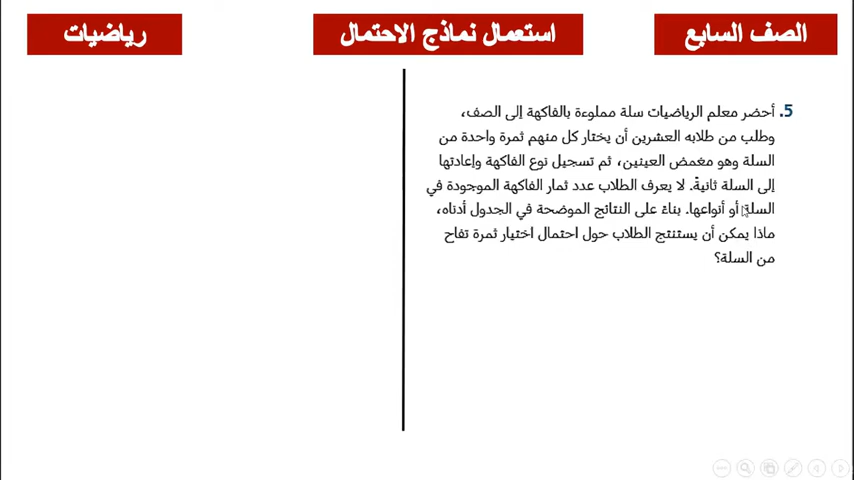 الصف السابع
استعمال نماذج الاحتمال
رياضيات
5. أحضر معلم الرياضيات سلة مملوءة بالفاكهة إلى الصف،
وطلب من طلابه العشرين أن يختار كل منهم ثمرة واحدة من
السلة وهو مغمض العينين، ثم تسجيل نوع الفاكهة وإعادتها
إلى السلة ثانيةً. لا يعرف الطلاب عدد ثمار الفاكهة الموجودة في
السلة أو أنواعها. بناءً على النتائج الموضحة في الجدول أدناه،
ماذا يمكن أن يستنتج الطلاب حول احتمال اختيار ثمرة تفاح
من السلة؟